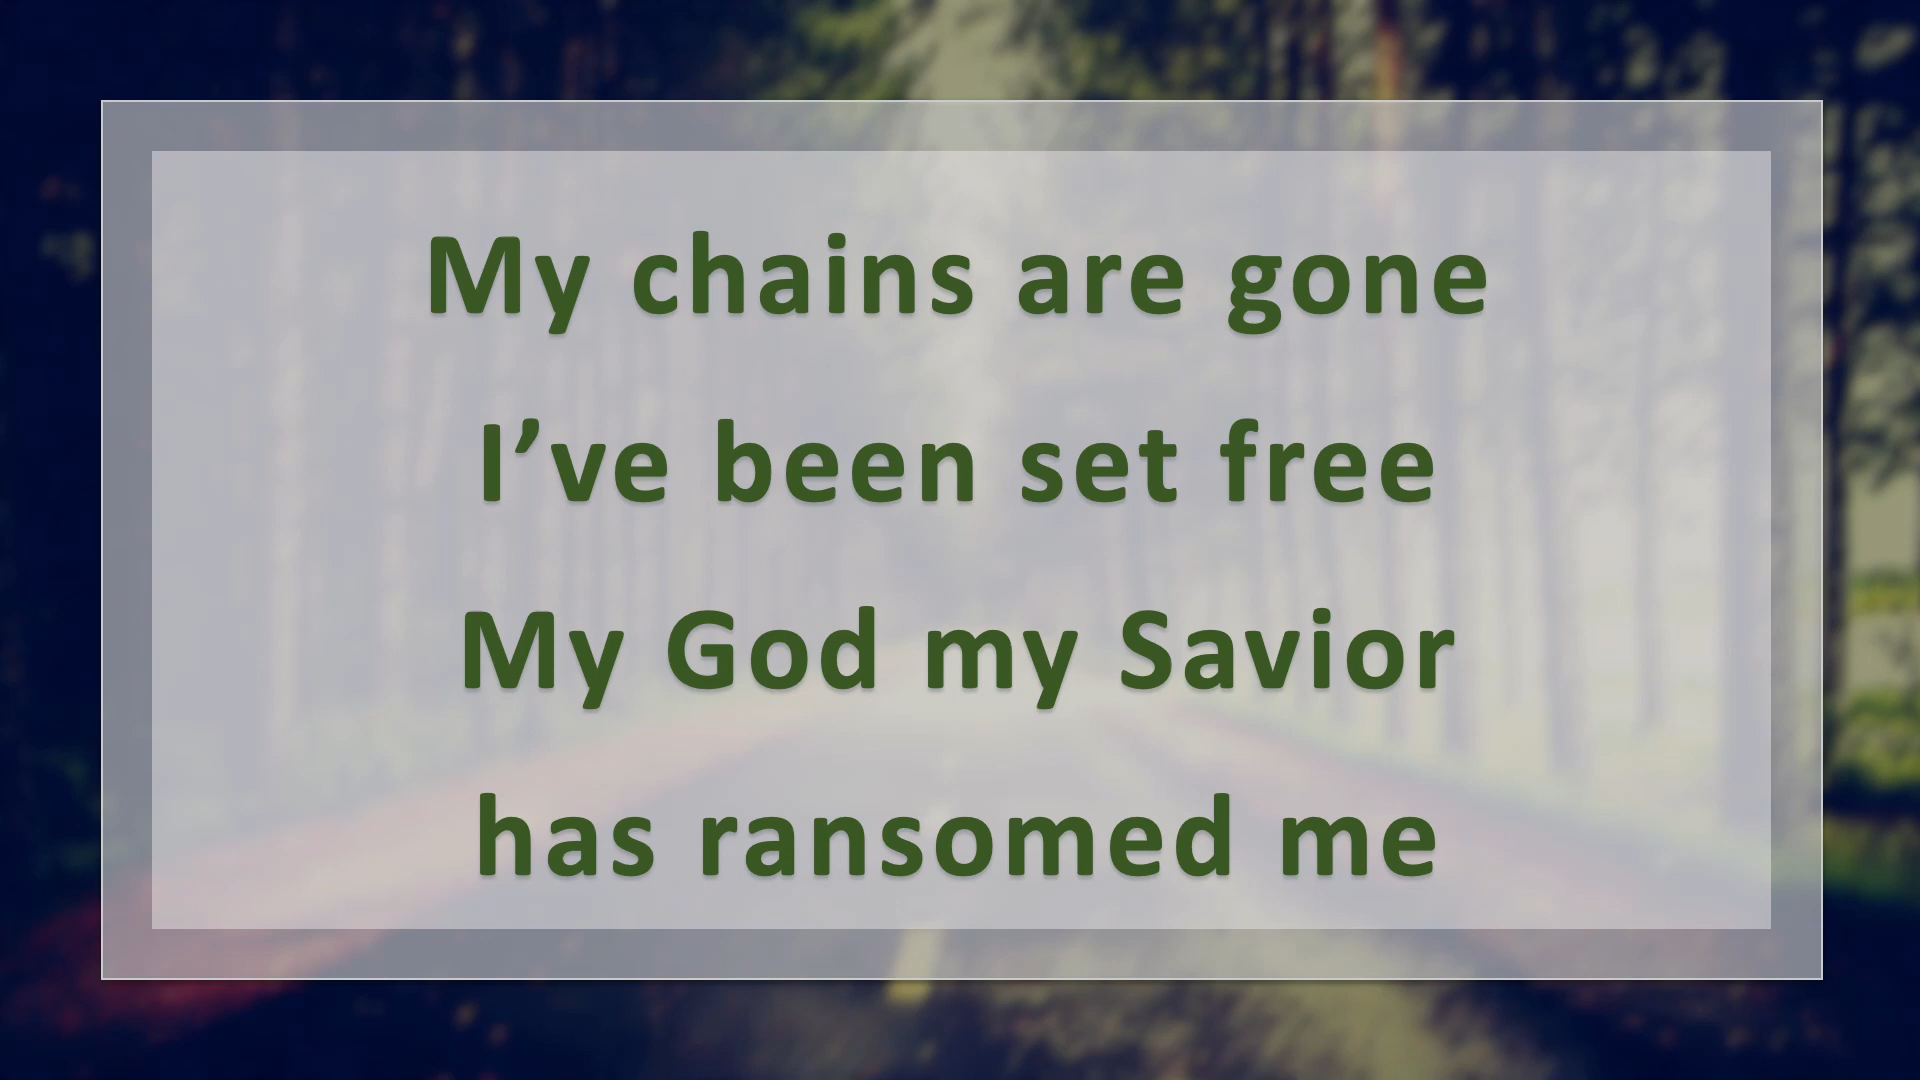 My chains are gone
I’ve been set free
My God my Savior
has ransomed me